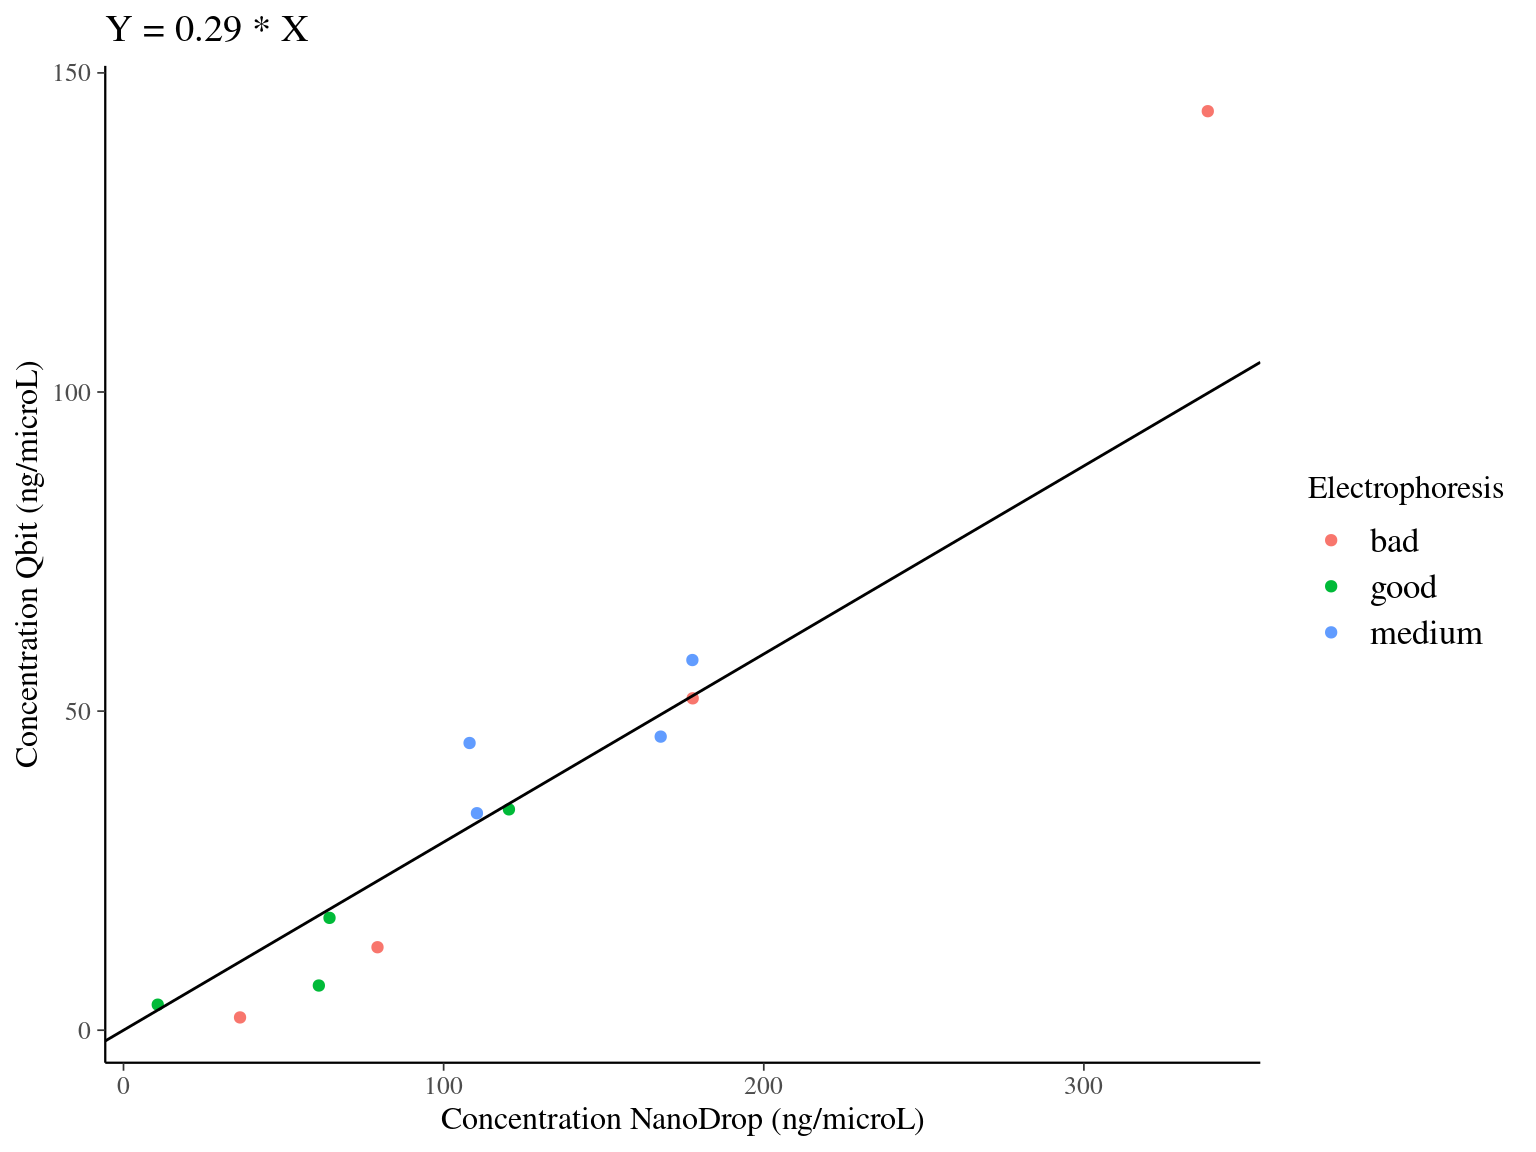 Y = 0.29 * X
150
100
50
0
Concentration Qbit (ng/microL)
0
100
200
300
Concentration NanoDrop (ng/microL)
Electrophoresis
bad
good
medium